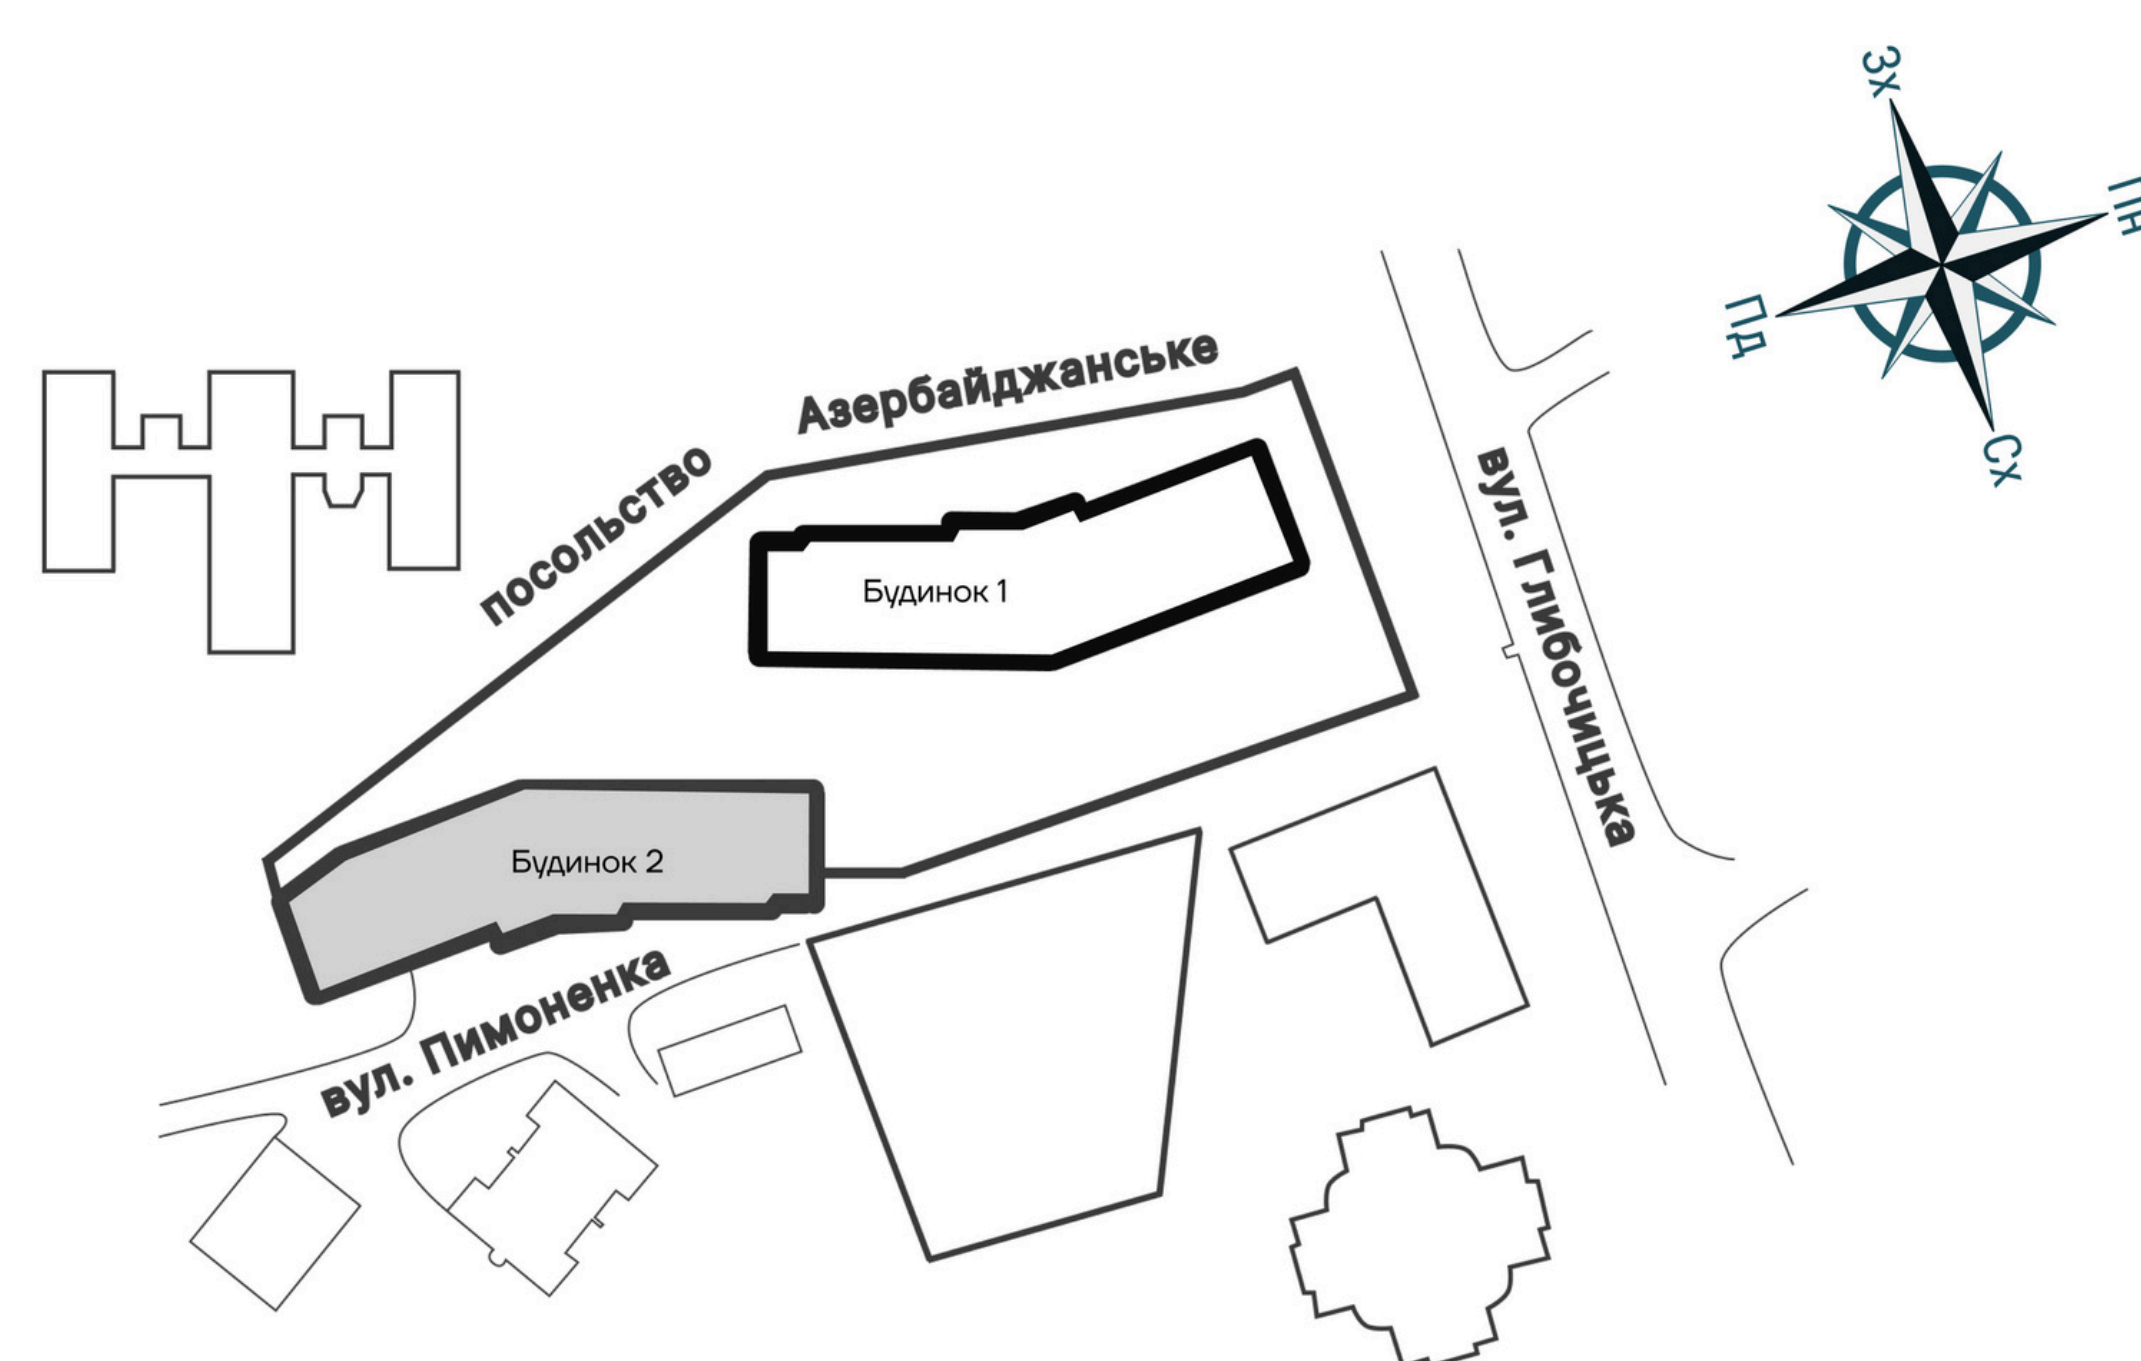 Зх
Пн
Пд
Сх
посольство Азербайджанське
вул. Глибочицька
Будинок 1
Будинок 2
вул. Пимоненка